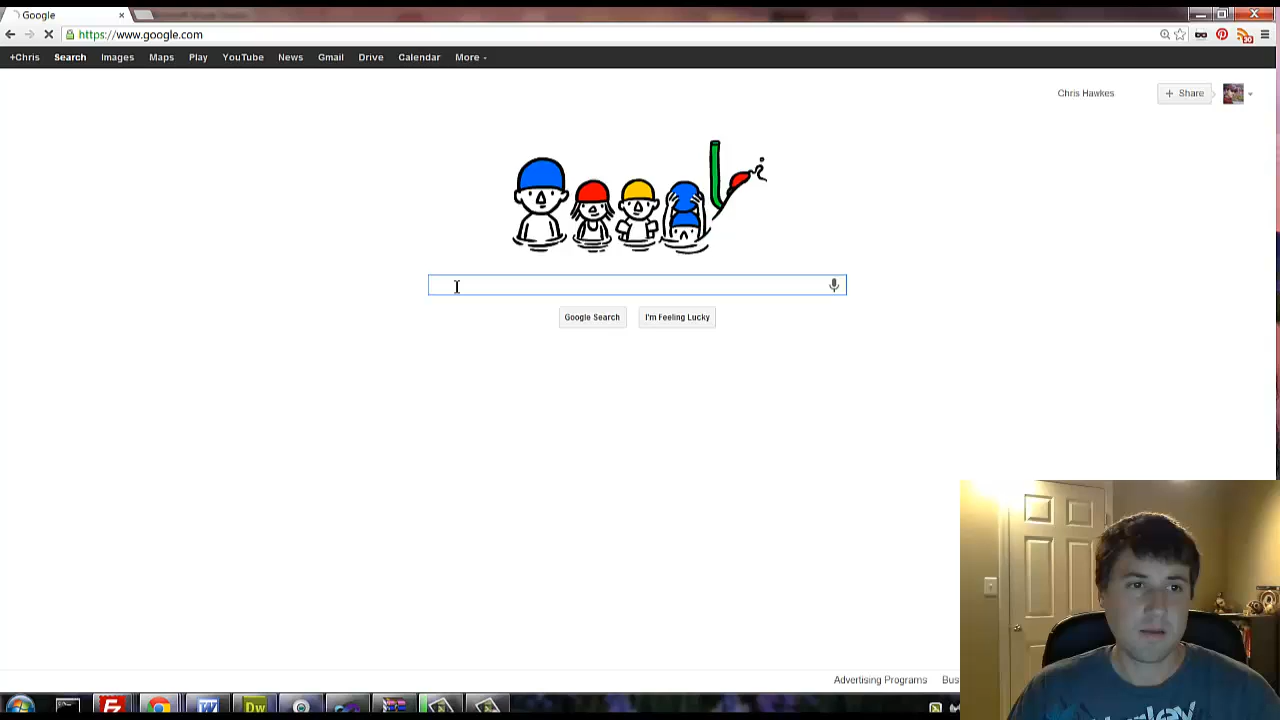 Google
https://www.google.com
+Chris Search Images Maps Play YouTube News Gmail Drive Calendar More
Chris Hawkes + Share
Google Search I'm Feeling Lucky
Advertising Programs Bus
Dw